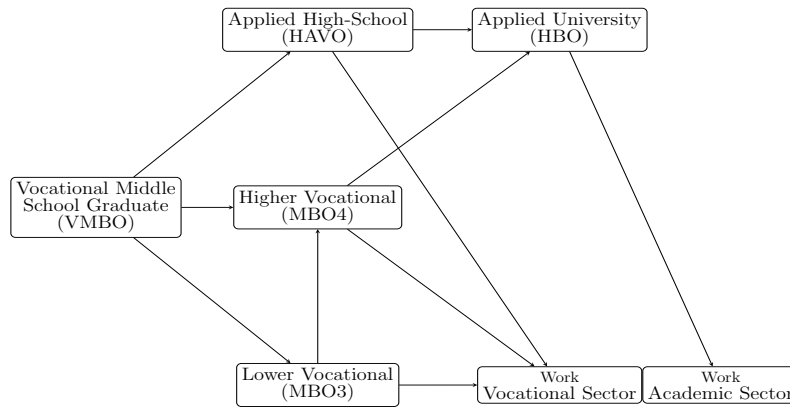 Applied High-School
(HAVO)
Applied University
(HBO)
Vocational Middle
School Graduate
(VMBO)
Higher Vocational
(MBO4)
Lower Vocational
(MBO3)
Work
Vocational Sector
Work
Academic Sector